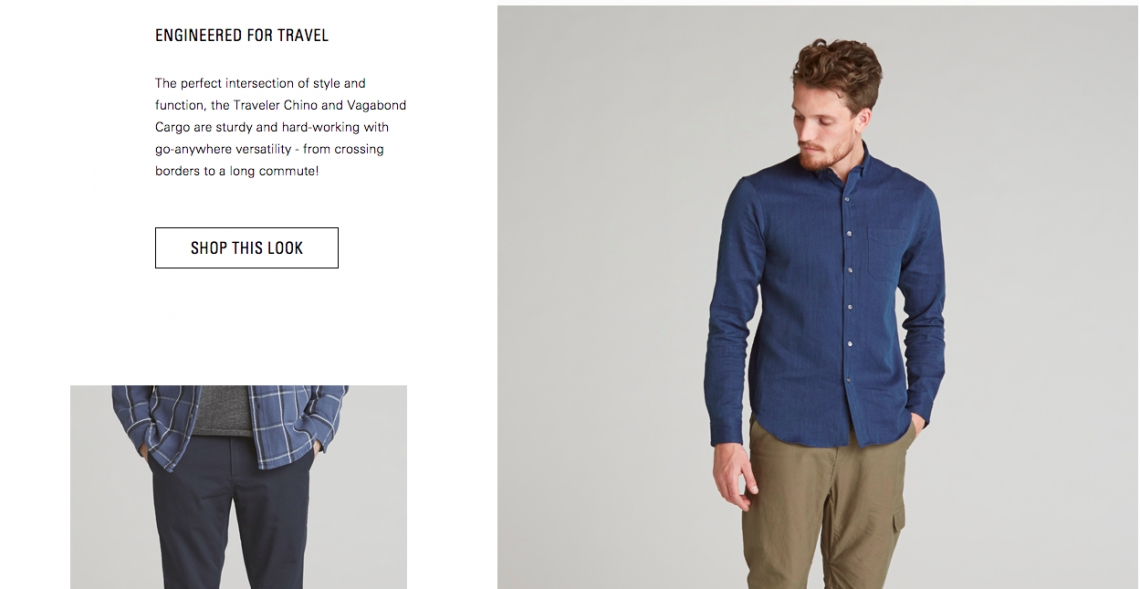 ENGINEERED FOR TRAVEL
The perfect intersection of style and
function, the Traveler Chino and Vagabond
Cargo are sturdy and hard-working with
go-anywhere versatility - from crossing
borders to a long commute!
SHOP THIS LOOK